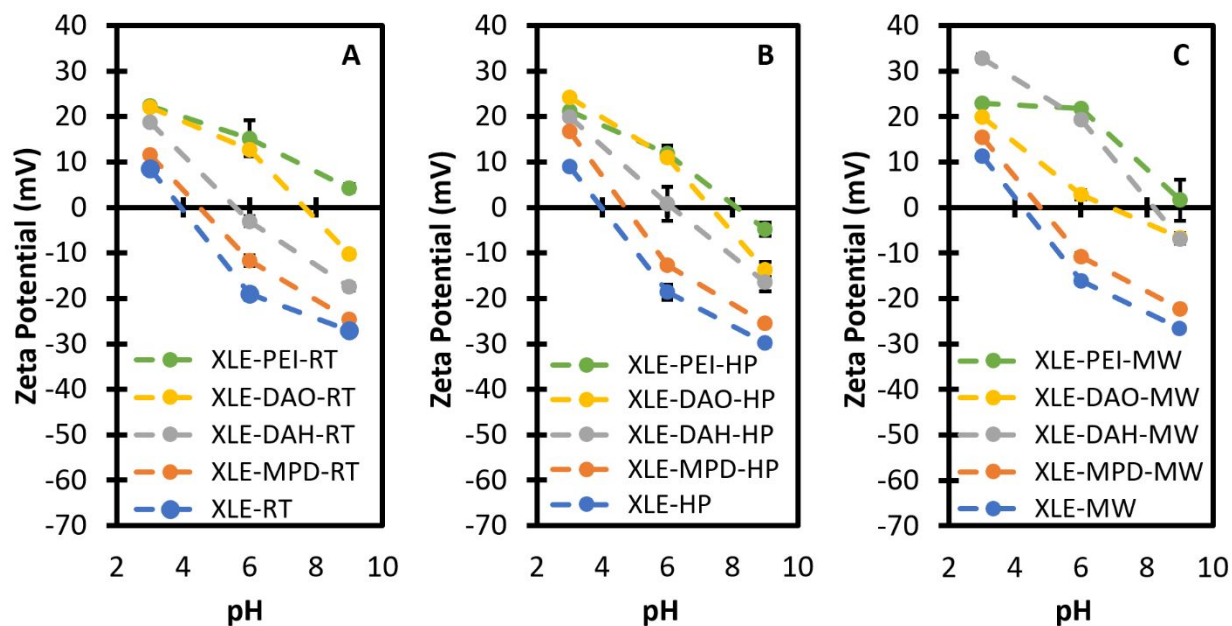 A
Zeta Potential (mV)
40
30
20
10
0
-10
-20
-30
-40
-50
-60
-70
XLE-PEI-RT
XLE-DAO-RT
XLE-DAH-RT
XLE-MPD-RT
XLE-RT
2 4 6 8 10
pH
B
Zeta Potential (mV)
40
30
20
10
0
-10
-20
-30
-40
-50
-60
-70
XLE-PEI-HP
XLE-DAO-HP
XLE-DAH-HP
XLE-MPD-HP
XLE-HP
2 4 6 8 10
pH
C
Zeta Potential (mV)
40
30
20
10
0
-10
-20
-30
-40
-50
-60
-70
XLE-PEI-MW
XLE-DAO-MW
XLE-DAH-MW
XLE-MPD-MW
XLE-MW
2 4 6 8 10
pH